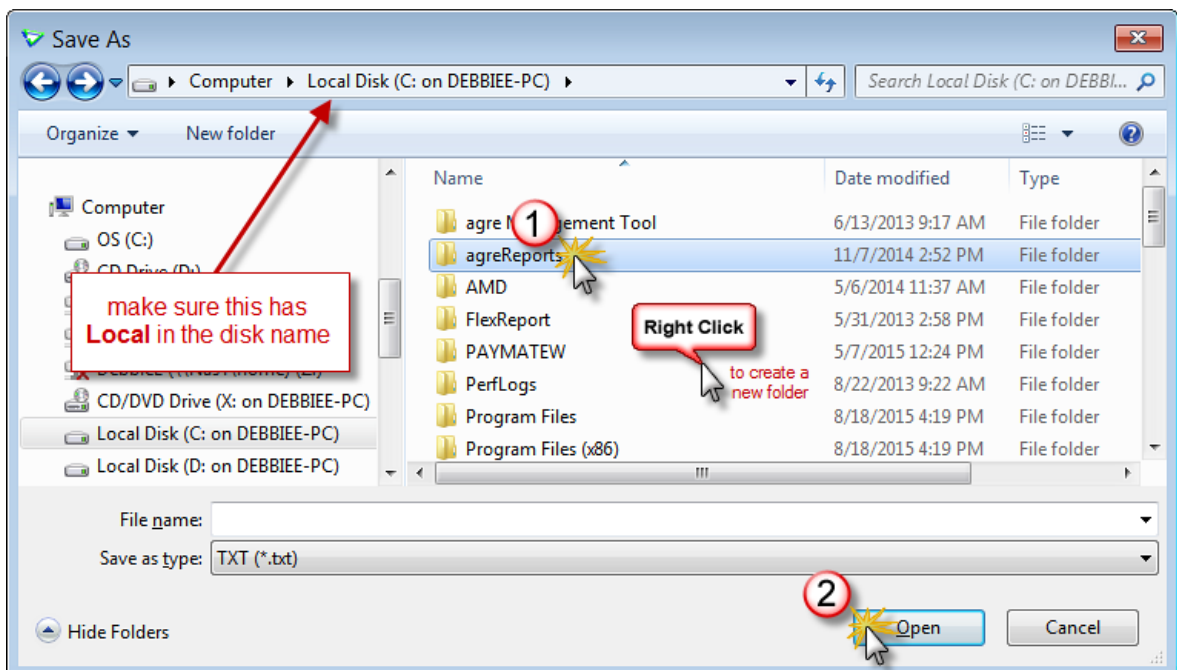 Save As
Computer Local Disk (C: on DEBBIEE-PC)
Search Local Disk (C: on DEBBI...
Organize
New folder
Name
Date modified
Type
Computer
OS (C:)
CD Drive (D:)
make sure this has
Local in the disk name
CD/DVD Drive (X: on DEBBIEE-PC)
Local Disk (C: on DEBBIEE-PC)
Local Disk (D: on DEBBIEE-PC)
1
agre Tool 6/13/2013 9:17 AM File folder
agreReports 11/7/2014 2:52 PM File folder
AMD 5/6/2014 11:37 AM File folder
FlexReport 5/31/2013 2:58 PM File folder
PAYMATEW 5/7/2015 12:24 PM File folder
PerfLogs 8/22/2013 9:22 AM File folder
Program Files 8/18/2015 4:19 PM File folder
Program Files (x86) 8/18/2015 4:19 PM File folder
Right Click
to create a
new folder
File name:
Save as type: TXT (*.txt)
2
Hide Folders
Open
Cancel